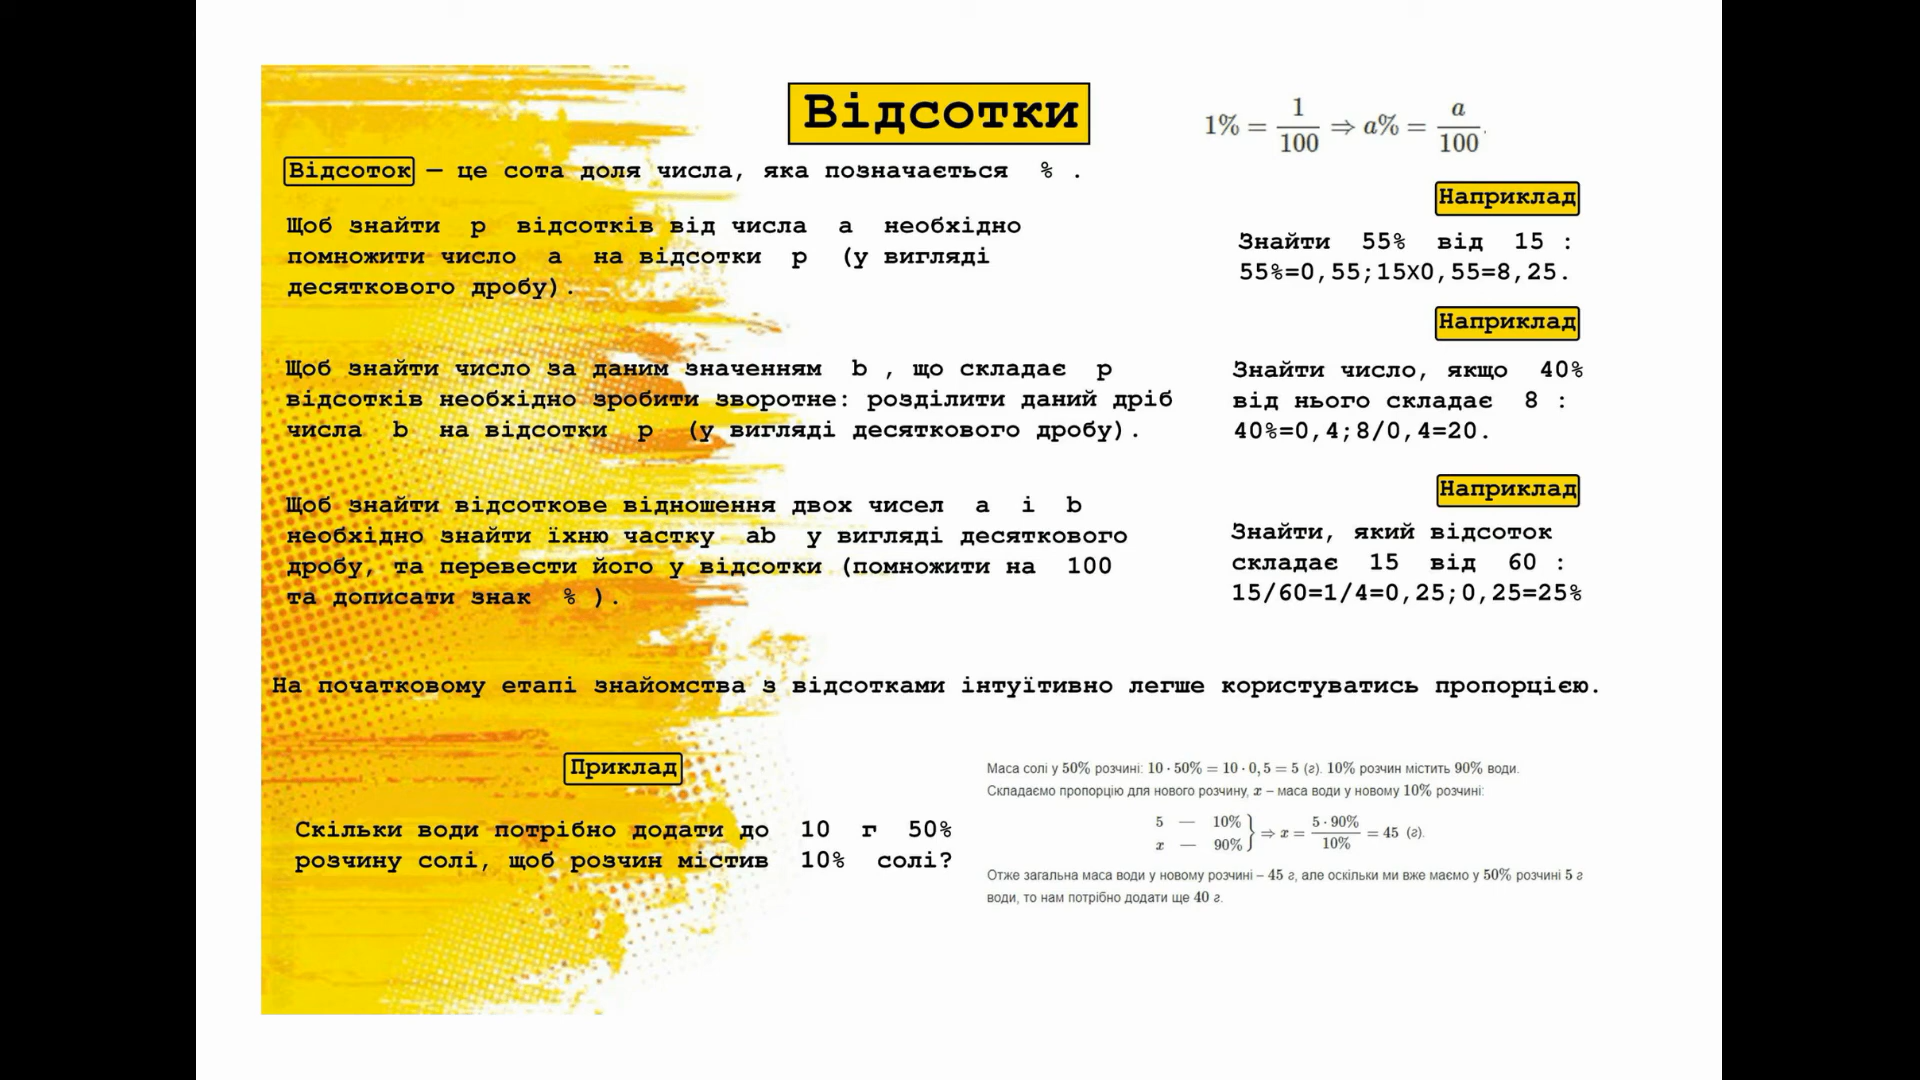 Відсотки
1% = 1/100 ⇒ a% = a/100.
Відсоток — це сота доля числа, яка позначається % .
Щоб знайти p відсотків від числа a необхідно
помножити число a на відсотки p (у вигляді
десяткового дробу).
Наприклад
Знайти 55% від 15 :
55%=0,55;15X0,55=8,25.
Щоб знайти число за даним значенням b , що складає p
відсотків необхідно зробити зворотне: розділити даний дріб
числа b на відсотки p (у вигляді десяткового дробу).
Наприклад
Знайти число, якщо 40%
від нього складає 8 :
40%=0,4;8/0,4=20.
Щоб знайти відсоткове відношення двох чисел a і b
необхідно знайти їхню частку ab у вигляді десяткового
дробу, та перевести його у відсотки (помножити на 100
та дописати знак % ).
Наприклад
Знайти, який відсоток
складає 15 від 60 :
15/60=1/4=0,25;0,25=25%
На початковому етапі знайомства з відсотками інтуїтивно легше користуватись пропорцією.
Приклад
Скільки води потрібно додати до 10 г 50%
розчину солі, щоб розчин містив 10% солі?
Маса солі у 50% розчині: 10 · 50% = 10 · 0, 5 = 5 (г). 10% розчин містить 90% води.
Складаємо пропорцію для нового розчину, x – маса води у новому 10% розчині:
5 — 10%
x — 90% } ⇒ x = 5 · 90%/10% = 45 (г).
Отже загальна маса води у новому розчині – 45 г, але оскільки ми вже маємо у 50% розчині 5 г
води, то нам потрібно додати ще 40 г.